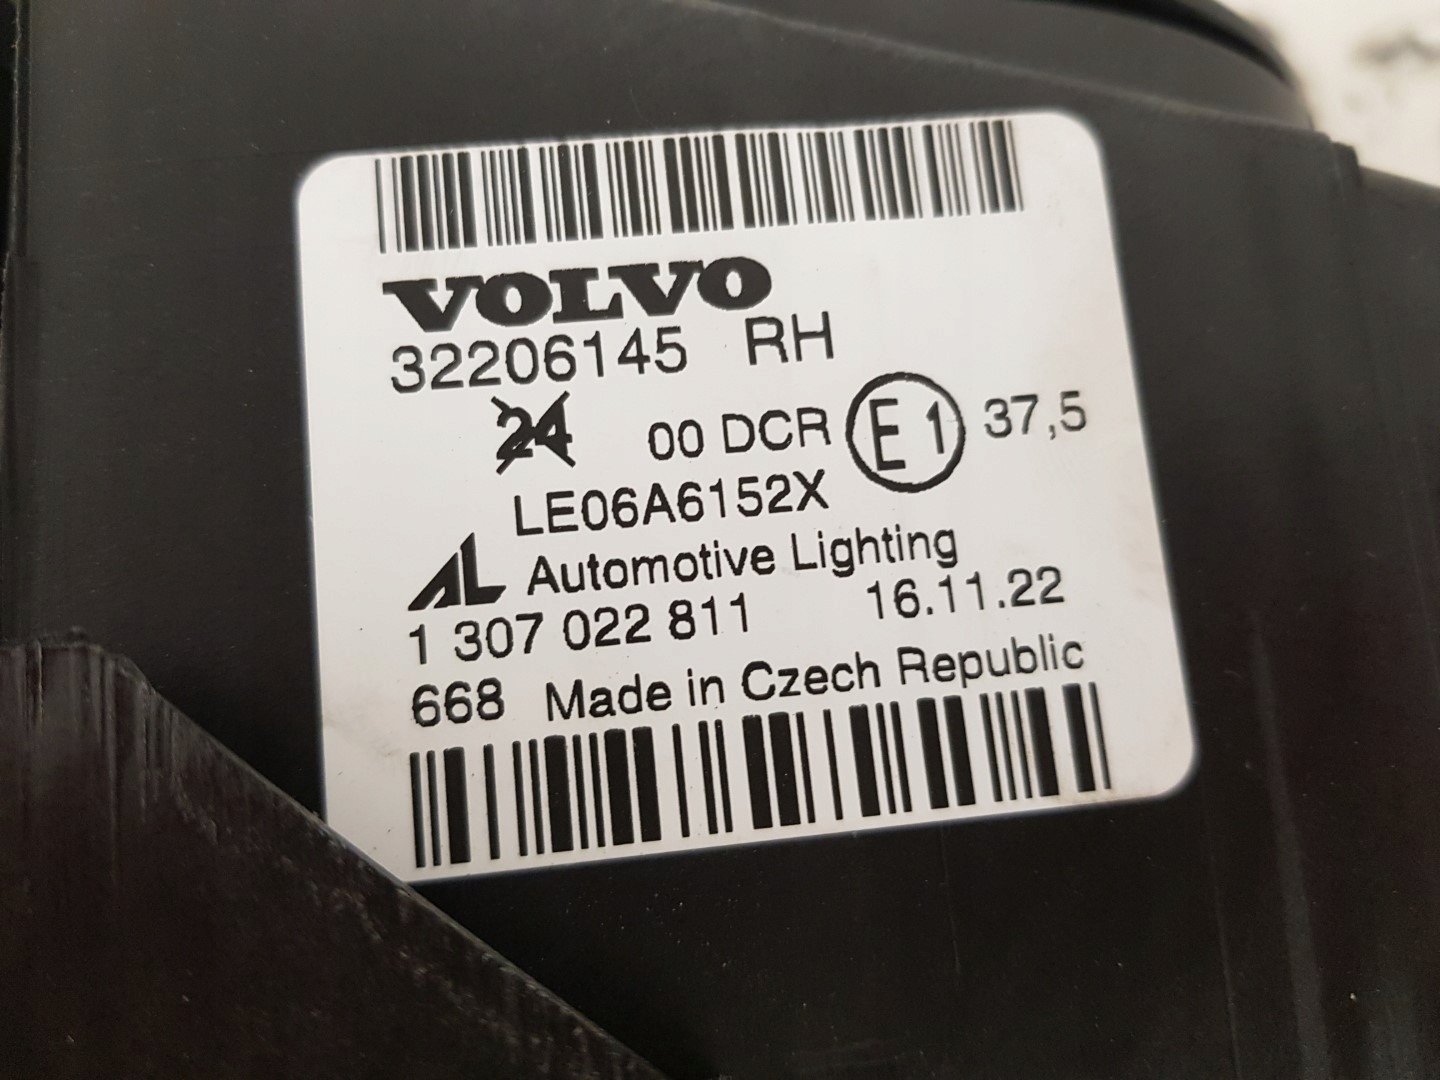 VOLVO
32206145 RH
24 00 DCR E1 37,5
LE06A6152X
AL Automotive Lighting
1 307 022 811 16.11.22
668 Made in Czech Republic